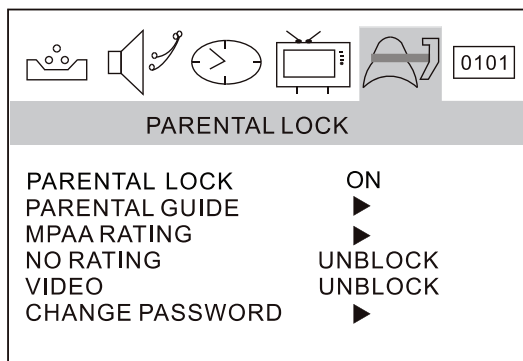 0101
PARENTAL LOCK
PARENTAL LOCK ON
PARENTAL GUIDE ▶
MPAA RATING ▶
NO RATING UNBLOCK
VIDEO UNBLOCK
CHANGE PASSWORD ▶